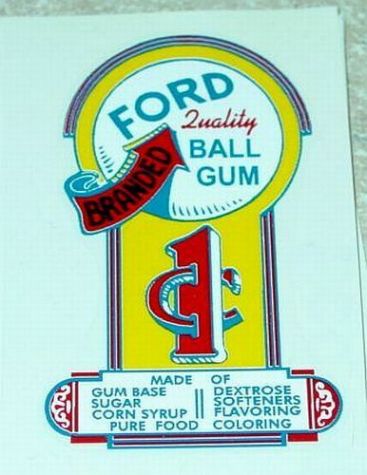 FORD
Quality
BRANDED
BALL
GUM
1¢
MADE OF
GUM BASE DEXTROSE
SUGAR SOFTENERS
CORN SYRUP FLAVORING
PURE FOOD COLORING